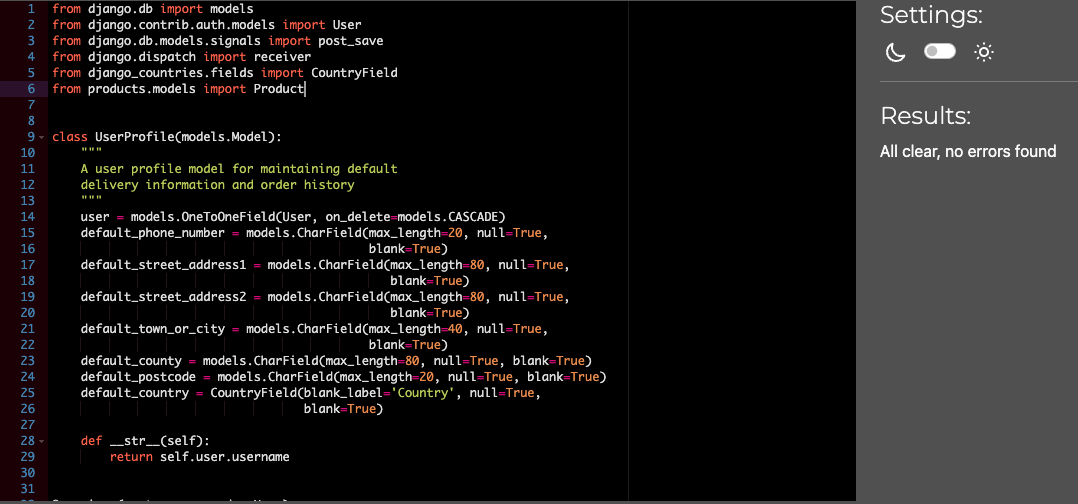 Settings:
Results:
All clear, no errors found
1 from django.db import models
2 from django.contrib.auth.models import User
3 from django.db.models.signals import post_save
4 from django.dispatch import receiver
5 from django_countries.fields import CountryField
6 from products.models import Product
7
8
9 class UserProfile(models.Model):
10     """
11     A user profile model for maintaining default
12     delivery information and order history
13     """
14     user = models.OneToOneField(User, on_delete=models.CASCADE)
15     default_phone_number = models.CharField(max_length=20, null=True,
16                                             blank=True)
17     default_street_address1 = models.CharField(max_length=80, null=True,
18                                                blank=True)
19     default_street_address2 = models.CharField(max_length=80, null=True,
20                                                blank=True)
21     default_town_or_city = models.CharField(max_length=40, null=True,
22                                             blank=True)
23     default_county = models.CharField(max_length=80, null=True, blank=True)
24     default_postcode = models.CharField(max_length=20, null=True, blank=True)
25     default_country = CountryField(blank_label='Country', null=True,
26                                    blank=True)
27
28     def __str__(self):
29         return self.user.username
30
31